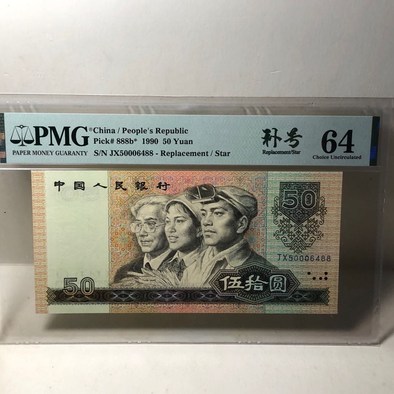 PMG
PAPER MONEY GUARANTY
China / People's Republic
Pick# 888b* 1990 50 Yuan
S/N JX50006488 - Replacement / Star
补号
Replacement/Star
64
Choice Uncirculated
中国人民银行
50
JX50006488
50
伍拾圆